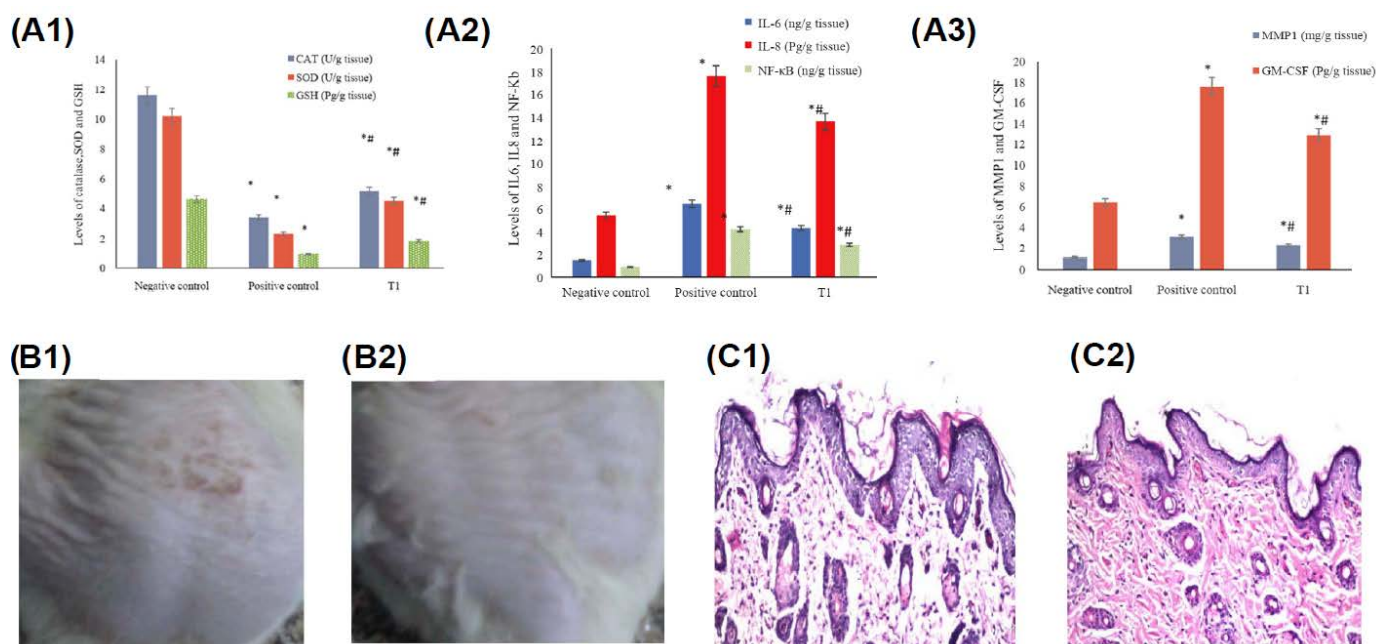 (A1)
CAT (U/g tissue)
SOD (U/g tissue)
GSH (Pg/g tissue)
Levels of catalase,SOD and GSH
14
12
10
8
6
4
2
0
* * *
*# *# *#
Negative control Positive control T1
(A2)
IL-6 (ng/g tissue)
IL-8 (Pg/g tissue)
NF-κB (ng/g tissue)
Levels of IL6, IL8 and NF-Kb
20
18
16
14
12
10
8
6
4
2
0
* * *
*# *# *#
Negative control Positive control T1
(A3)
MMP1 (mg/g tissue)
GM-CSF (Pg/g tissue)
Levels of MMP1 and GM-CSF
20
18
16
14
12
10
8
6
4
2
0
* *
*# *#
Negative control Positive control T1
(B1)
(B2)
(C1)
(C2)